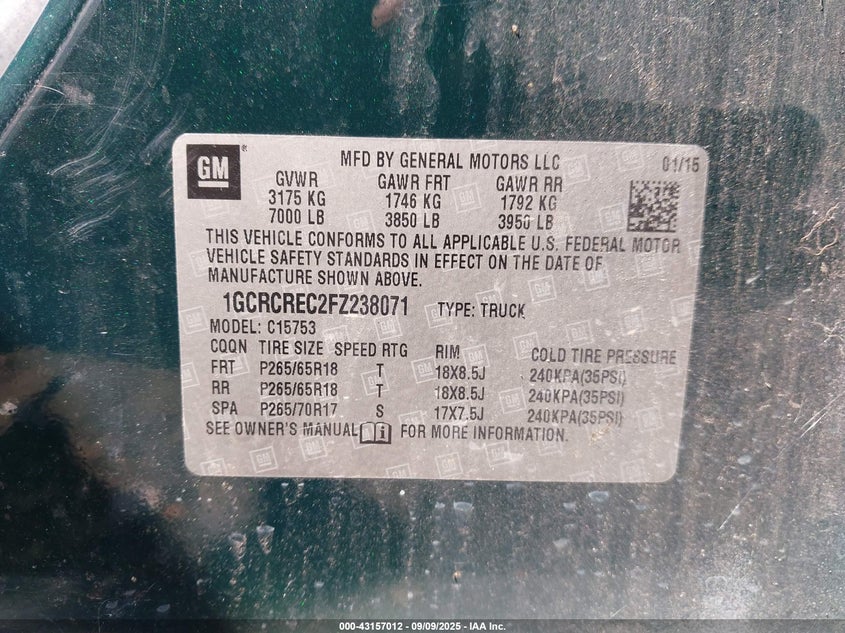 GM
MFD BY GENERAL MOTORS LLC 01/15
GVWR GAWR FRT GAWR RR
3175 KG 1746 KG 1792 KG
7000 LB 3850 LB 3950 LB
THIS VEHICLE CONFORMS TO ALL APPLICABLE U.S. FEDERAL MOTOR
VEHICLE SAFETY STANDARDS IN EFFECT ON THE DATE OF
MANUFACTURE SHOWN ABOVE.
1GCRCREC2FZ238071 TYPE: TRUCK
MODEL: C15753
CQQN TIRE SIZE SPEED RTG RIM COLD TIRE PRESSURE
FRT P265/65R18 T 18X8.5J 240KPA(35PSI)
RR P265/65R18 T 18X8.5J 240KPA(35PSI)
SPA P265/70R17 S 17X7.5J 240KPA(35PSI)
SEE OWNER'S MANUAL FOR MORE INFORMATION.
000-43157012 - 09/09/2025 - IAA Inc.